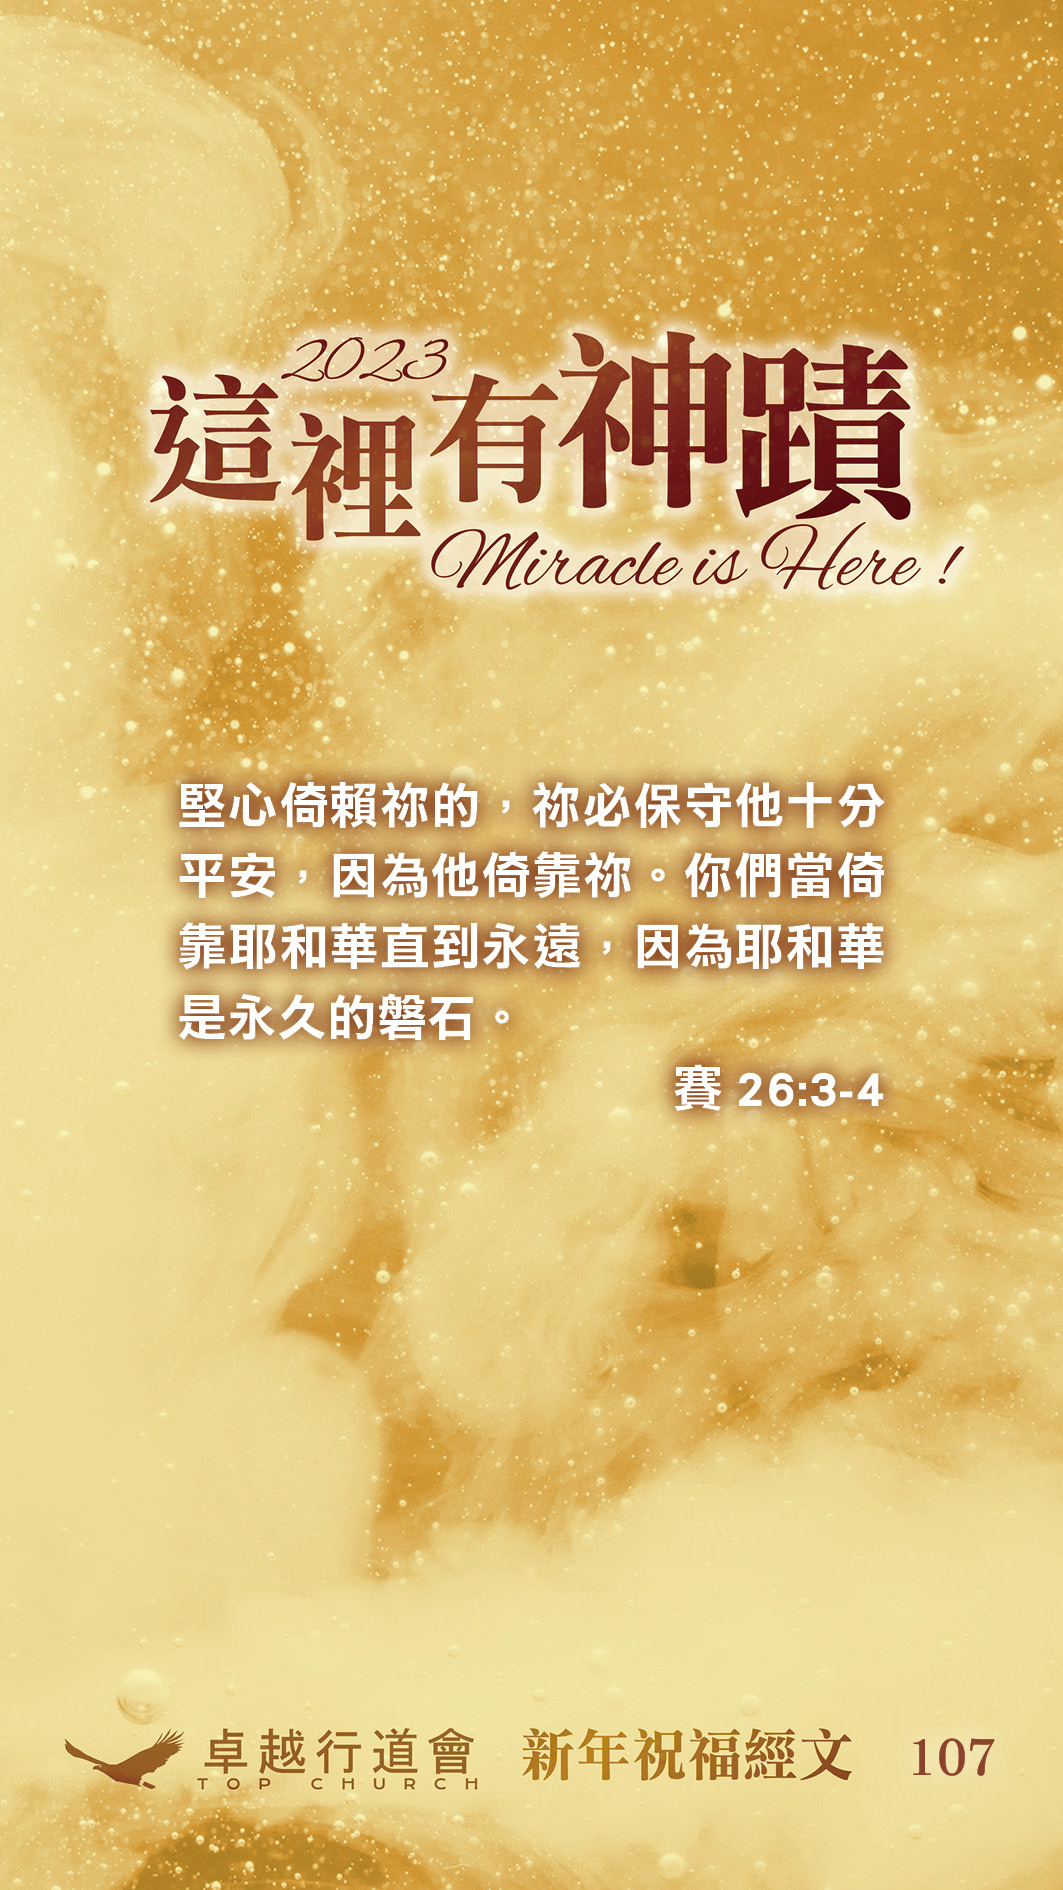 2023
這裡有神蹟
Miracle is Here !
堅心倚賴祢的，祢必保守他十分
平安，因為他倚靠祢。你們當倚
靠耶和華直到永遠，因為耶和華
是永久的磐石。
賽 26:3-4
卓越行道會 新年祝福經文 107
TOP CHURCH